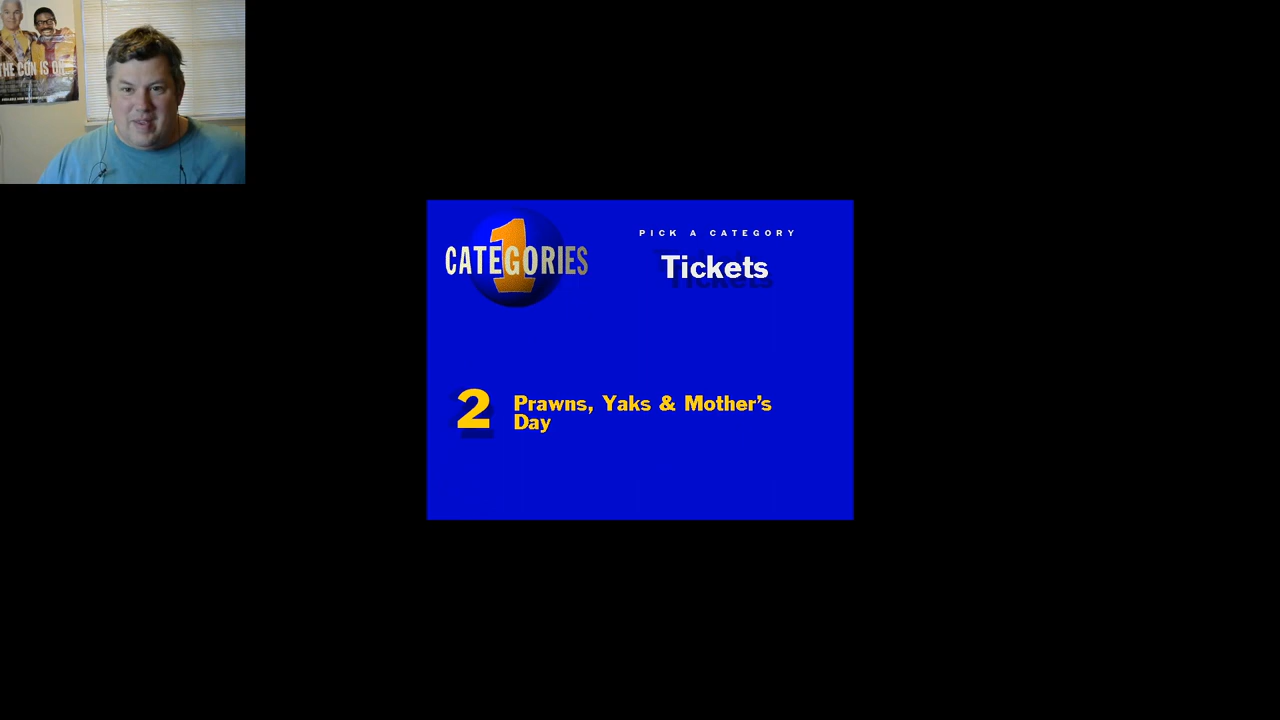 THE CON IS ON
PICK A CATEGORY
1
CATEGORIES
Tickets
2
Prawns, Yaks & Mother's
Day